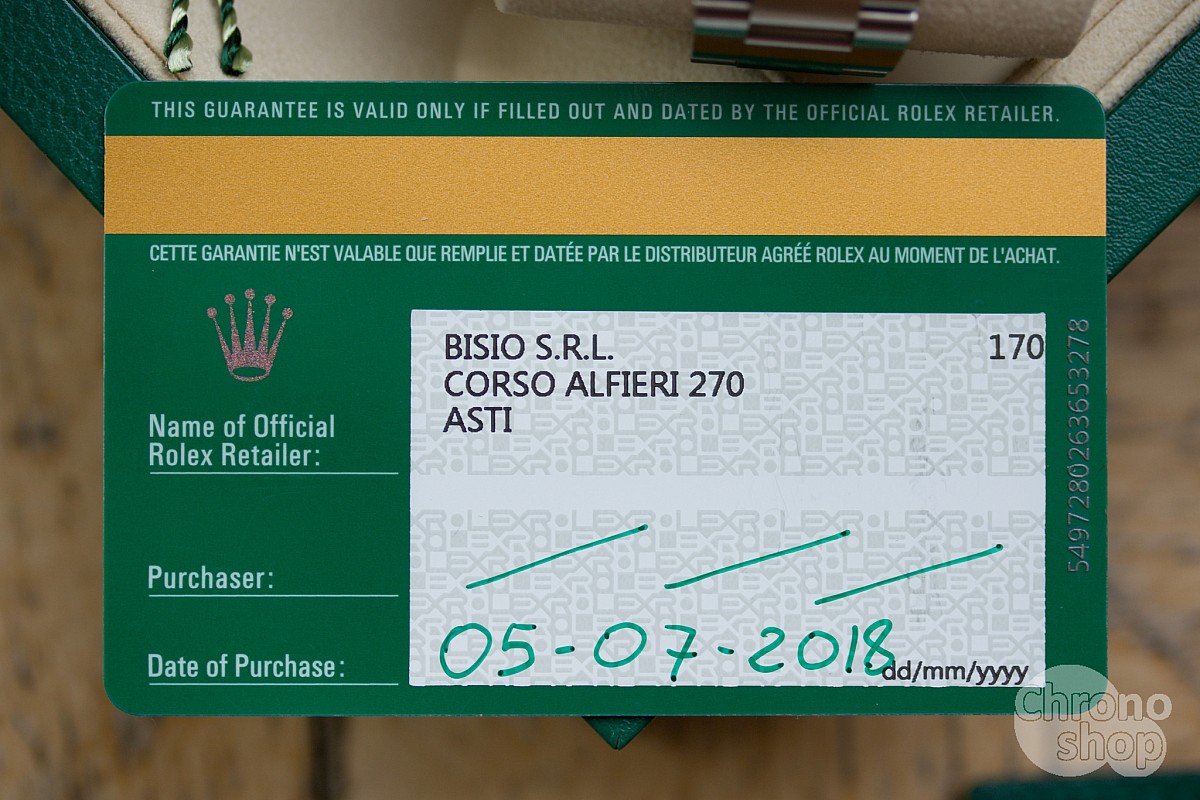 THIS GUARANTEE IS VALID ONLY IF FILLED OUT AND DATED BY THE OFFICIAL ROLEX RETAILER.
CETTE GARANTIE N'EST VALABLE QUE REMPLIE ET DATÉE PAR LE DISTRIBUTEUR AGRÉÉ ROLEX AU MOMENT DE L'ACHAT.
BISIO S.R.L. 170
CORSO ALFIERI 270
ASTI
Name of Official
Rolex Retailer:
Purchaser:
Date of Purchase: 05-07-2018
dd/mm/yyyy
5497280263653278
Chrono
shop